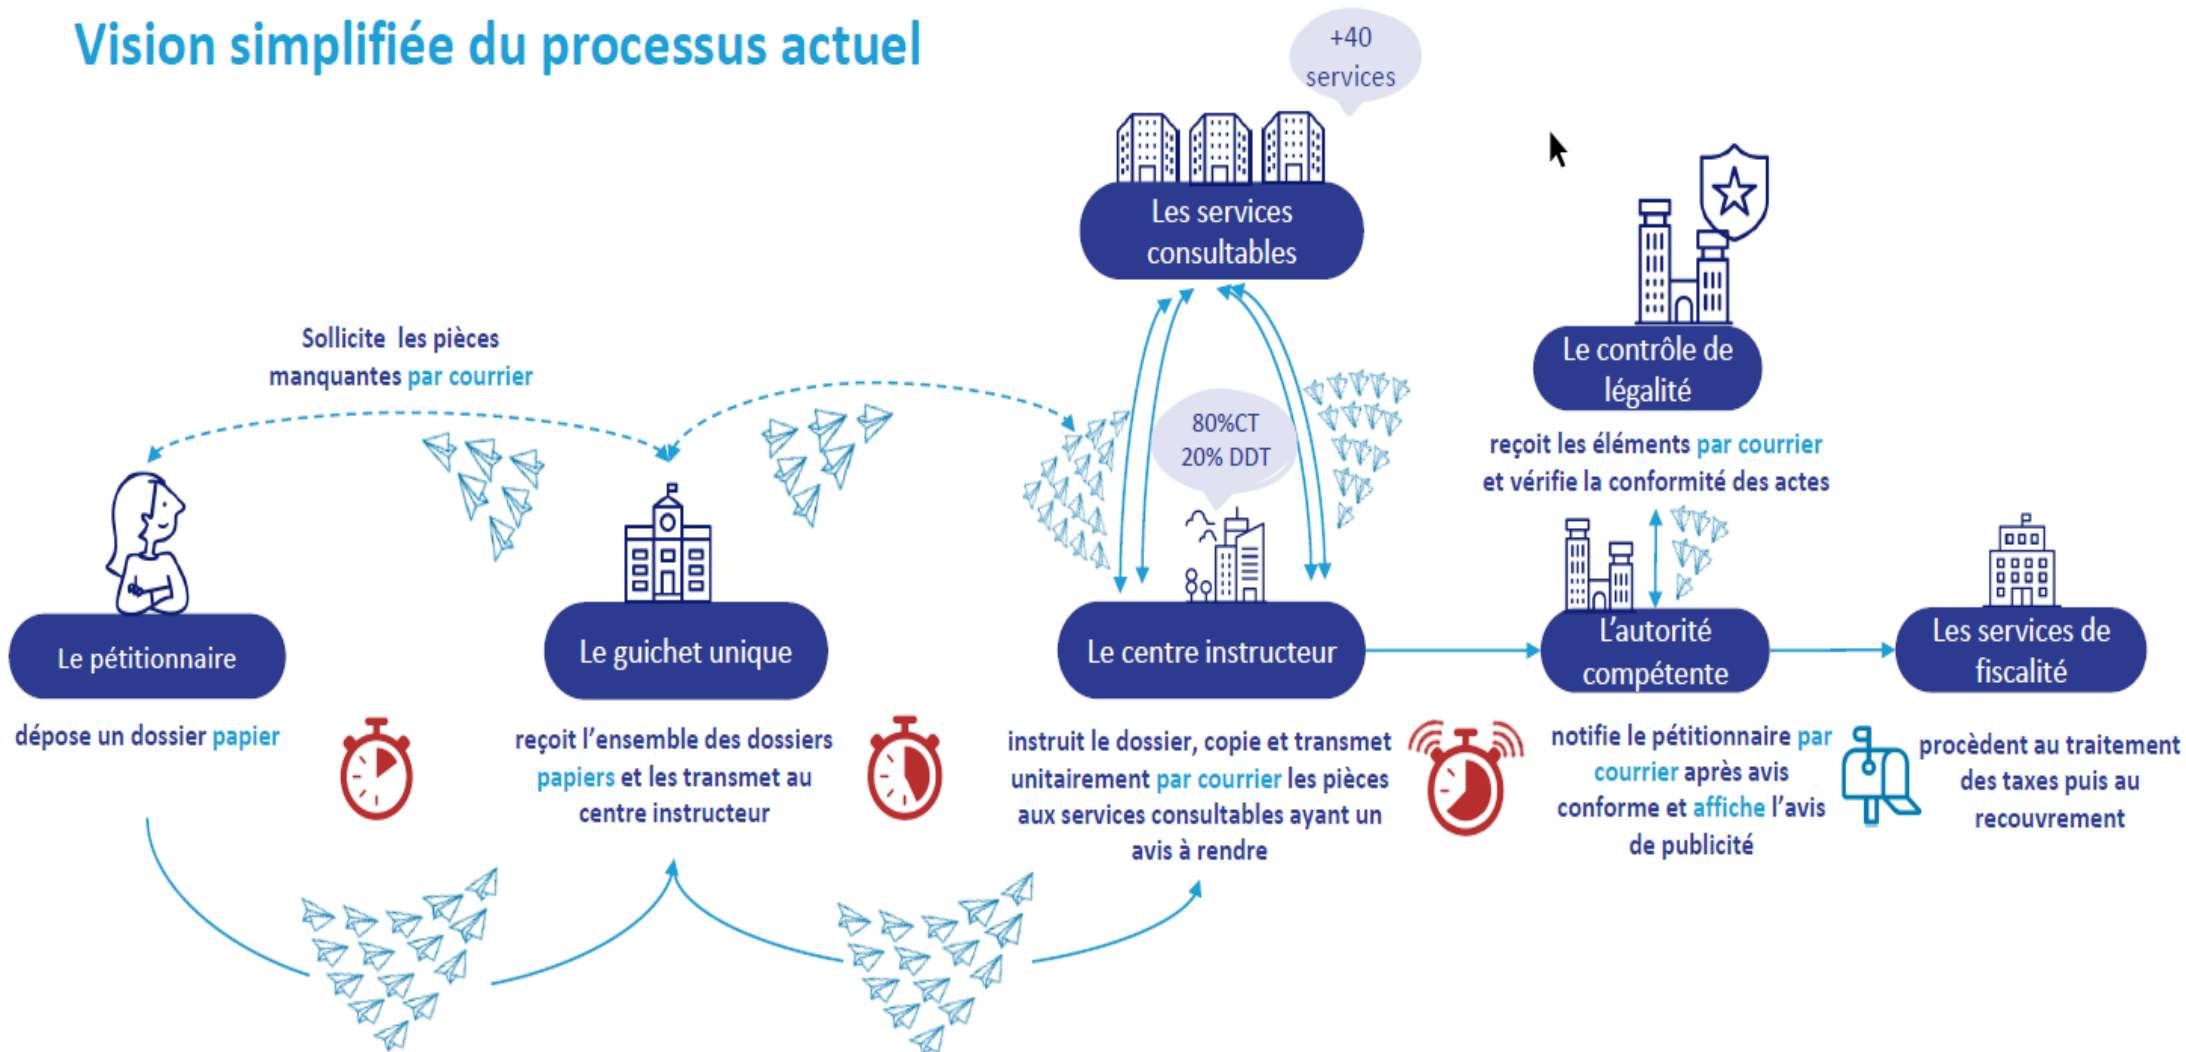 Vision simplifiée du processus actuel
+40
services
Les services
consultables
Le contrôle de
légalité
reçoit les éléments par courrier
et vérifie la conformité des actes
Sollicite les pièces
manquantes par courrier
80%CT
20% DDT
Le pétitionnaire
dépose un dossier papier
Le guichet unique
reçoit l'ensemble des dossiers
papiers et les transmet au
centre instructeur
Le centre instructeur
instruit le dossier, copie et transmet
unitairement par courrier les pièces
aux services consultables ayant un
avis à rendre
L'autorité
compétente
notifie le pétitionnaire par
courrier après avis
conforme et affiche l'avis
de publicité
Les services de
fiscalité
procèdent au traitement
des taxes puis au
recouvrement